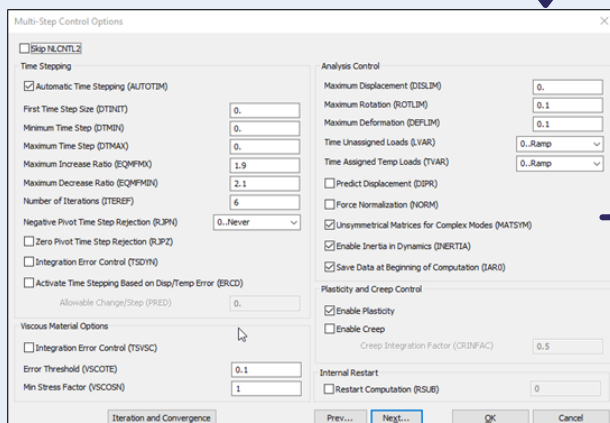 Multi-Step Control Options
Skip NLCNTL2
Time Stepping
Automatic Time Stepping (AUTOTIM)
First Time Step Size (DTINIT) 0.
Minimum Time Step (DTMIN) 0.
Maximum Time Step (DTMAX) 0.
Maximum Increase Ratio (EQMFMX) 1.9
Maximum Decrease Ratio (EQMFMIN) 2.1
Number of Iterations (ITEREF) 6
Negative Pivot Time Step Rejection (RJPN) 0..Never
Zero Pivot Time Step Rejection (RJPZ)
Integration Error Control (TSDYN)
Activate Time Stepping Based on Disp/Temp Error (ERCD)
Allowable Change/Step (PRED) 0.
Viscous Material Options
Integration Error Control (TSVSC)
Error Threshold (VSCOTE) 0.1
Min Stress Factor (VSCOSN) 1
Analysis Control
Maximum Displacement (DISLIM) 0.
Maximum Rotation (ROTLIM) 0.1
Maximum Deformation (DEFLIM) 0.1
Time Unassigned Loads (LVAR) 0..Ramp
Time Assigned Temp Loads (TVAR) 0..Ramp
Predict Displacement (DIPR)
Force Normalization (NORM)
Unsymmetrical Matrices for Complex Modes (MATSYM)
Enable Inertia in Dynamics (INERTIA)
Save Data at Beginning of Computation (IAR0)
Plasticity and Creep Control
Enable Plasticity
Enable Creep
Creep Integration Factor (CRINFAC) 0.5
Internal Restart
Restart Computation (RSUB) 0
Iteration and Convergence Prev... Next... OK Cancel